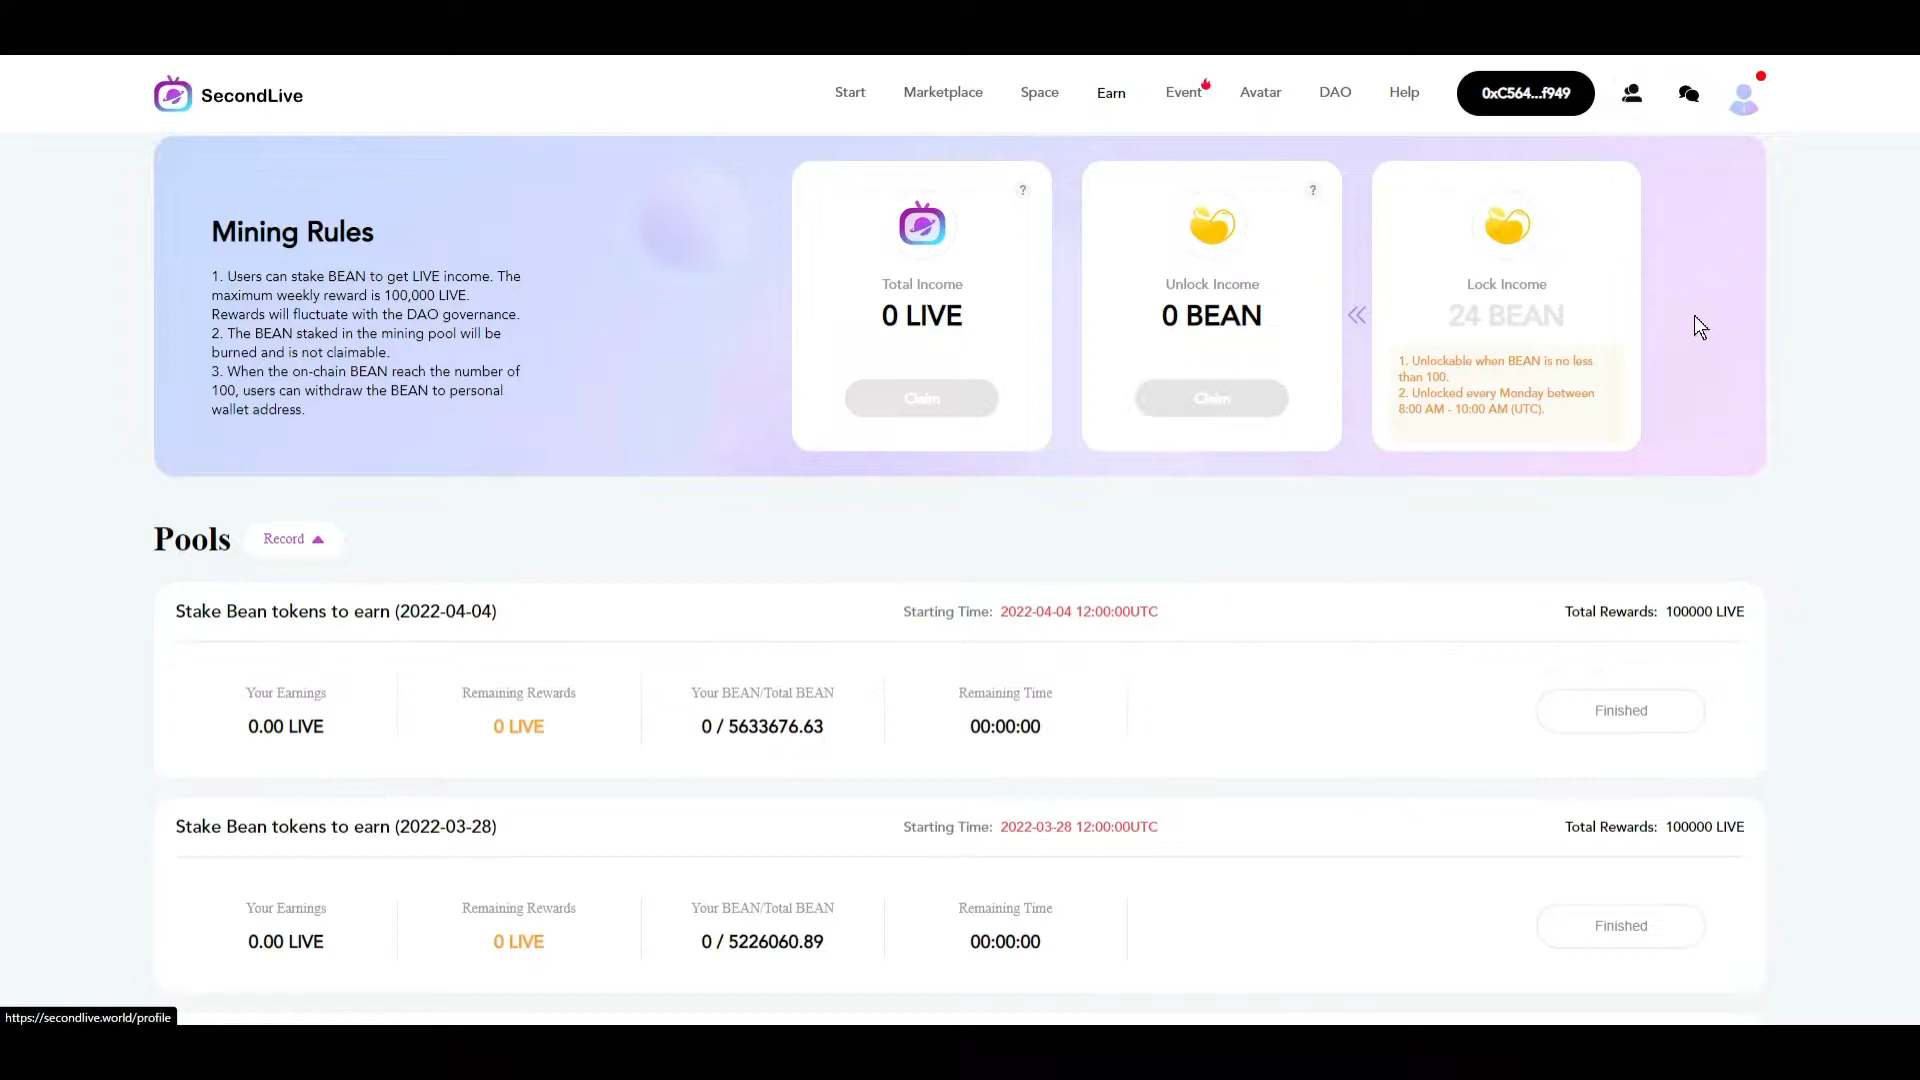 SecondLive
Start
Marketplace
Space
Earn
Event
Avatar
DAO
Help
0xC564...f949
Mining Rules
1. Users can stake BEAN to get LIVE income. The
maximum weekly reward is 100,000 LIVE.
Rewards will fluctuate with the DAO governance.
2. The BEAN staked in the mining pool will be
burned and is not claimable.
3. When the on-chain BEAN reach the number of
100, users can withdraw the BEAN to personal
wallet address.
?
Total Income
0 LIVE
Claim
?
Unlock Income
0 BEAN
Claim
Lock Income
24 BEAN
1. Unlockable when BEAN is no less
than 100.
2. Unlocked every Monday between
8:00 AM - 10:00 AM (UTC).
Pools
Record
Stake Bean tokens to earn (2022-04-04)
Starting Time: 2022-04-04 12:00:00UTC
Total Rewards: 100000 LIVE
Your Earnings
0.00 LIVE
Remaining Rewards
0 LIVE
Your BEAN/Total BEAN
0 / 5633676.63
Remaining Time
00:00:00
Finished
Stake Bean tokens to earn (2022-03-28)
Starting Time: 2022-03-28 12:00:00UTC
Total Rewards: 100000 LIVE
Your Earnings
0.00 LIVE
Remaining Rewards
0 LIVE
Your BEAN/Total BEAN
0 / 5226060.89
Remaining Time
00:00:00
Finished
https://secondlive.world/profile